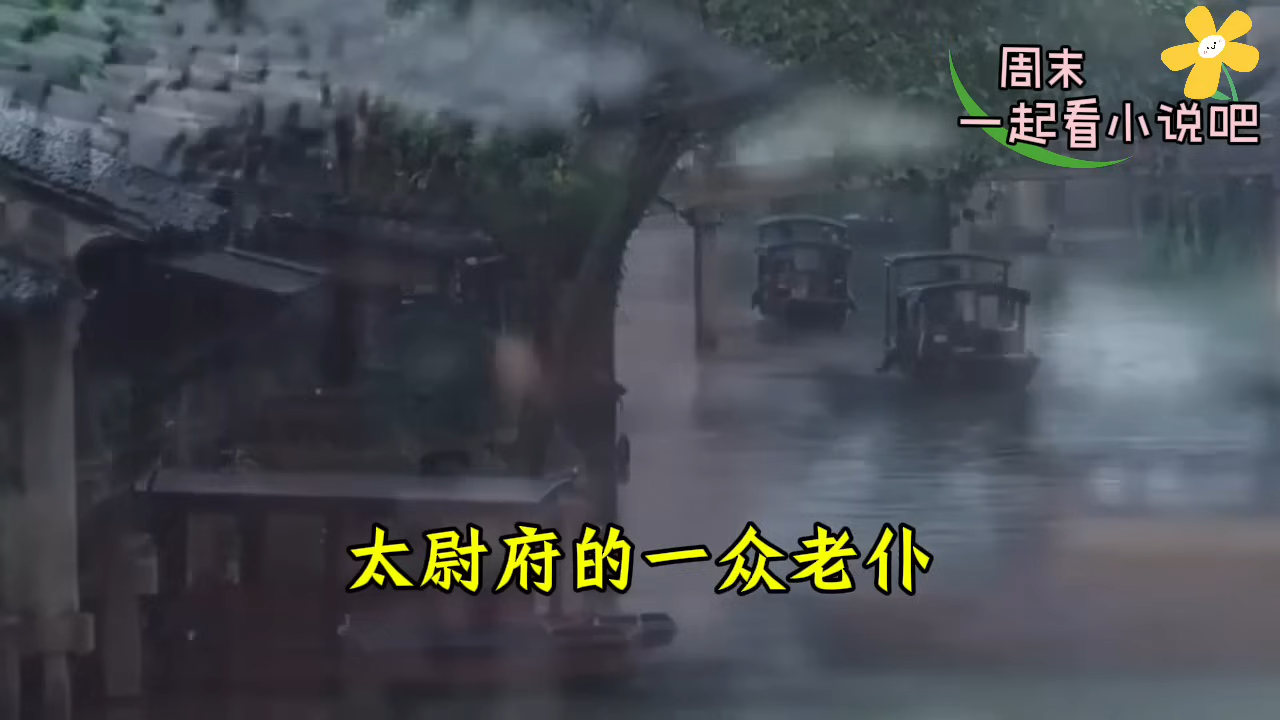 周末
一起看小说吧
太尉府的一众老仆